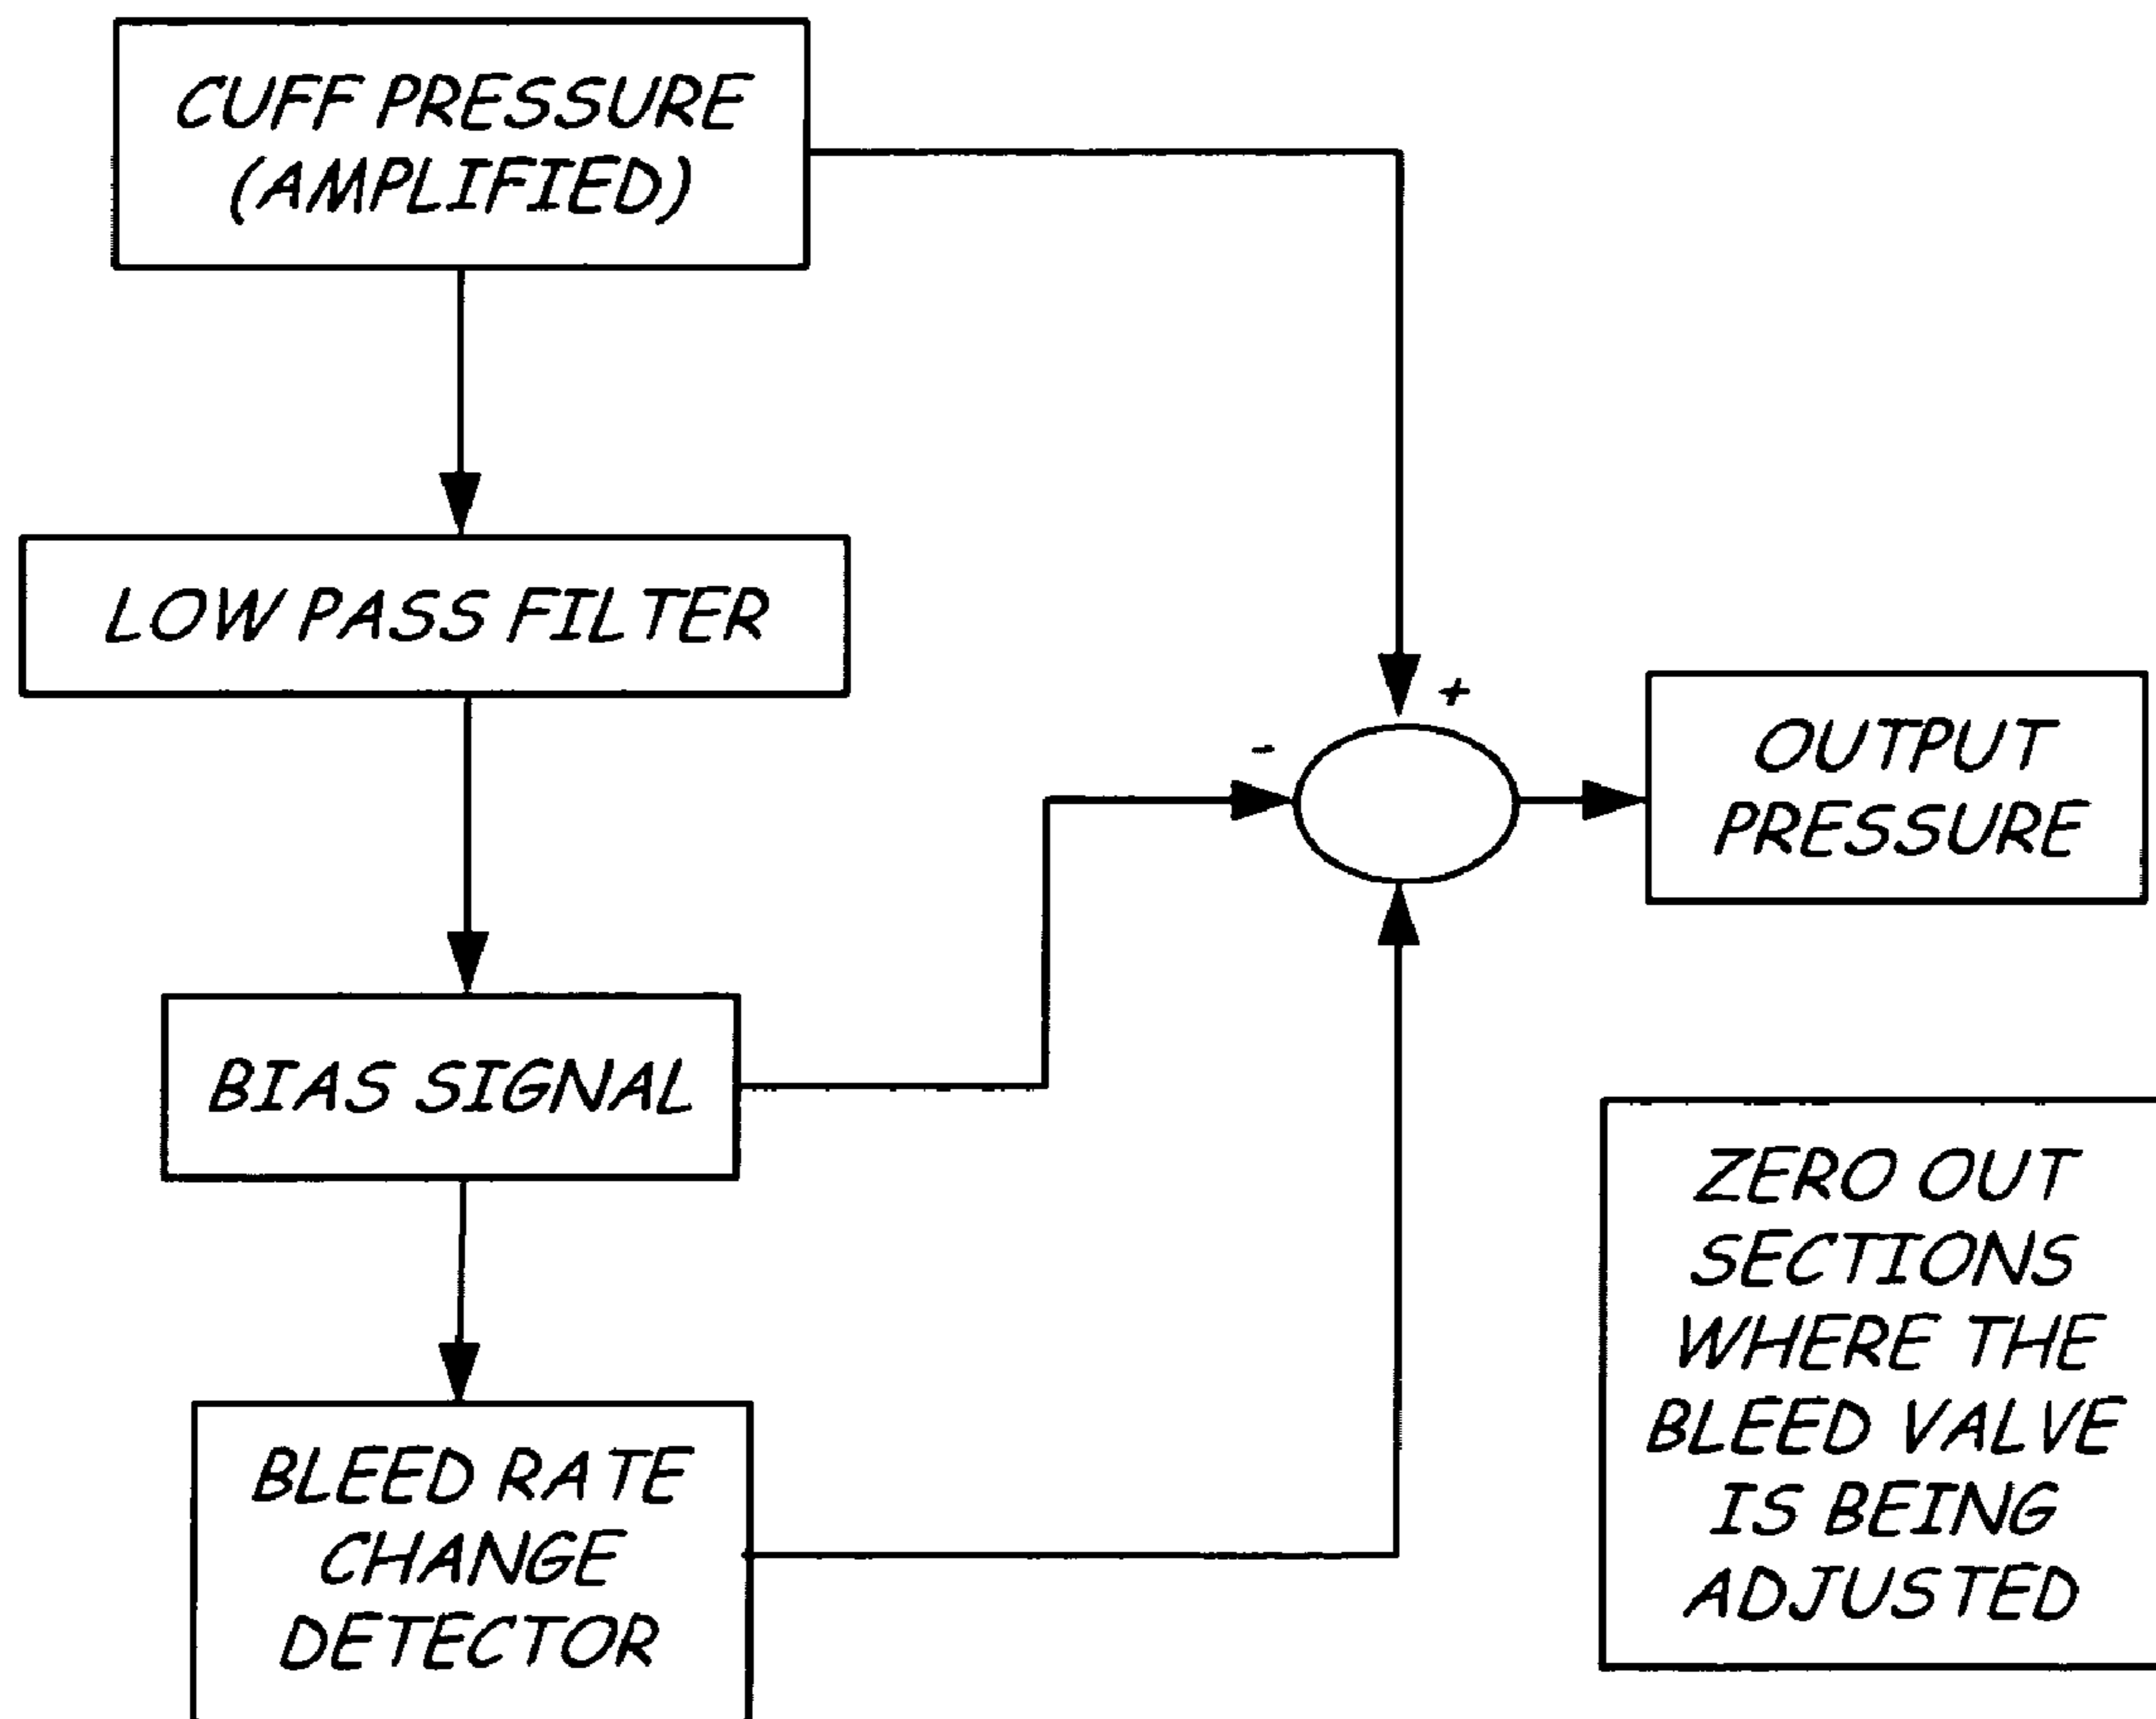 CUFF PRESSURE
(AMPLIFIED)
LOW PASS FILTER
+
-
OUTPUT
PRESSURE
BIAS SIGNAL
ZERO OUT
SECTIONS
WHERE THE
BLEED VALVE
IS BEING
ADJUSTED
BLEED RATE
CHANGE
DETECTOR